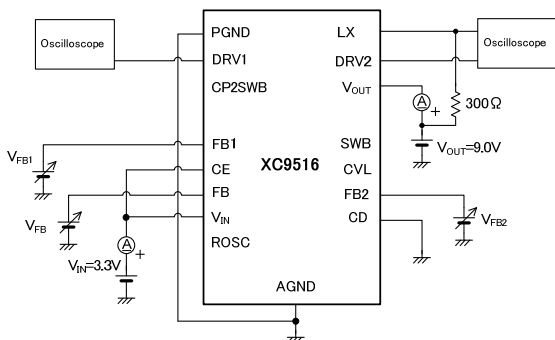 Oscilloscope
PGND
DRV1
CP2SWB
VFB1
FB1
CE
VFB
FB
VIN
A
+
ROSC
VIN=3.3V
XC9516
AGND
LX
DRV2
VOUT
SWB
CVL
FB2
CD
Oscilloscope
A
+
300Ω
VOUT=9.0V
VFB2